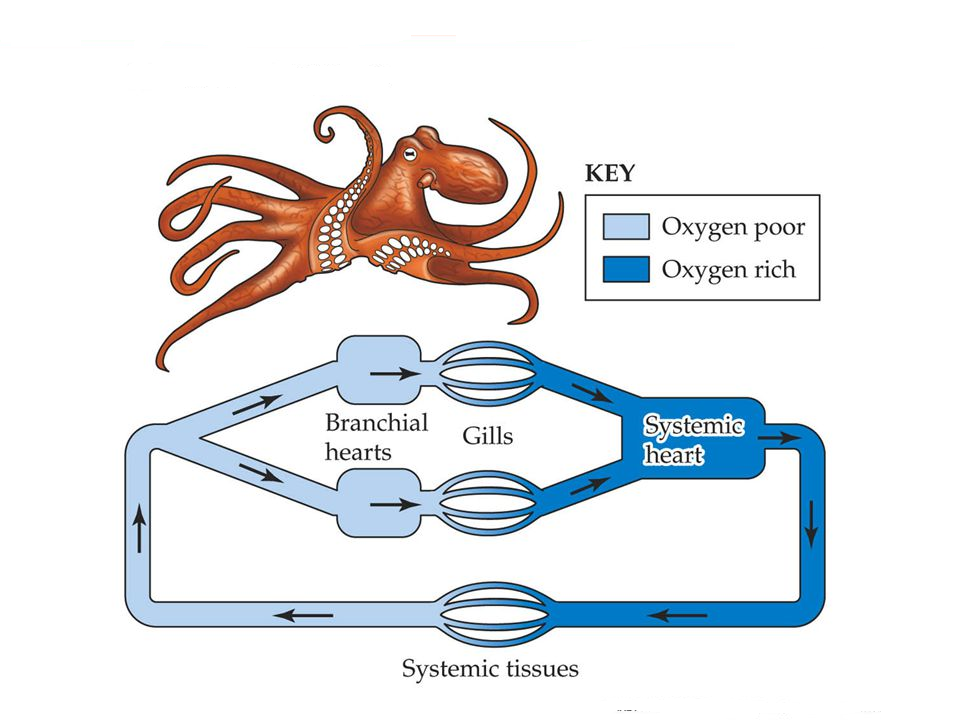 KEY
Oxygen poor
Oxygen rich
Branchial
hearts
Gills
Systemic
heart
Systemic tissues